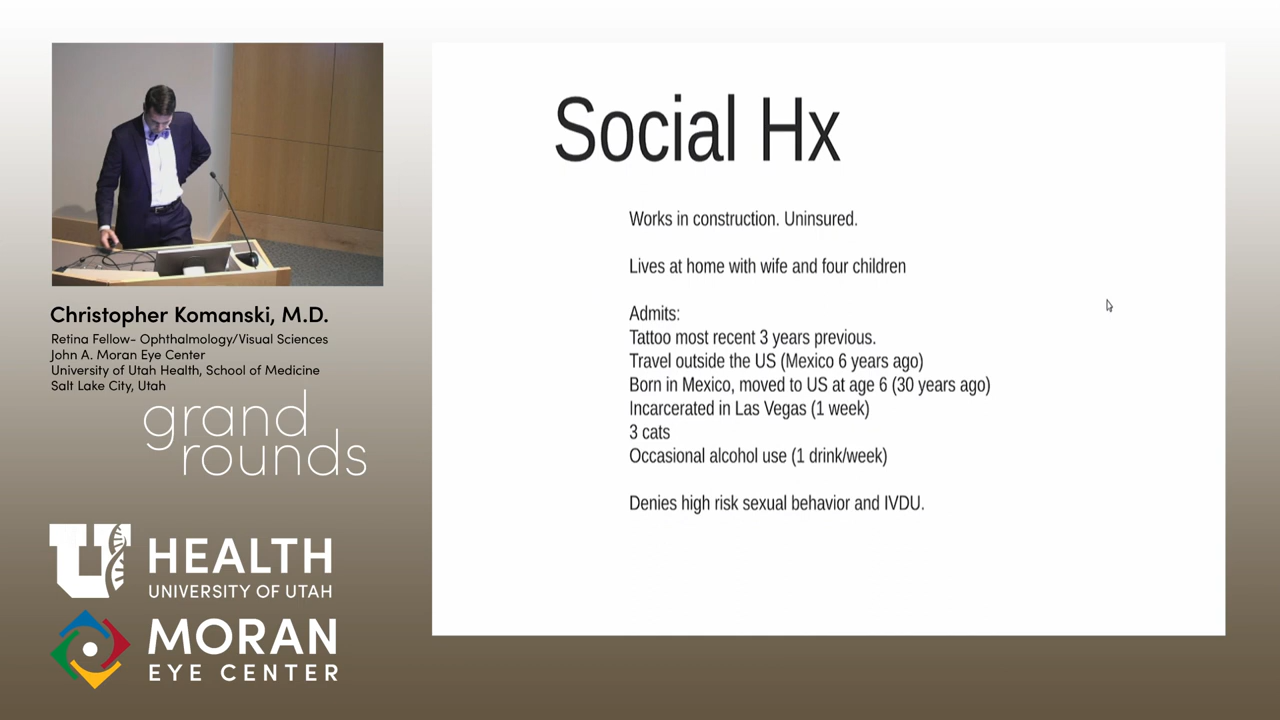 Social Hx
Works in construction. Uninsured.
Lives at home with wife and four children
Admits:
Tattoo most recent 3 years previous.
Travel outside the US (Mexico 6 years ago)
Born in Mexico, moved to US at age 6 (30 years ago)
Incarcerated in Las Vegas (1 week)
3 cats
Occasional alcohol use (1 drink/week)
Denies high risk sexual behavior and IVDU.
Christopher Komanski, M.D.
Retina Fellow- Ophthalmology/Visual Sciences
John A. Moran Eye Center
University of Utah Health, School of Medicine
Salt Lake City, Utah
grand
rounds
U HEALTH
UNIVERSITY OF UTAH
MORAN
EYE CENTER